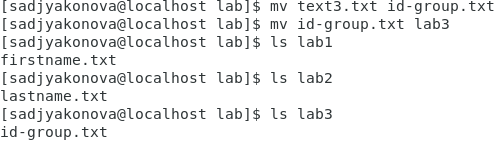 [sadjyakonova@localhost lab]$ mv text3.txt id-group.txt
[sadjyakonova@localhost lab]$ mv id-group.txt lab3
[sadjyakonova@localhost lab]$ ls lab1
firstname.txt
[sadjyakonova@localhost lab]$ ls lab2
lastname.txt
[sadjyakonova@localhost lab]$ ls lab3
id-group.txt